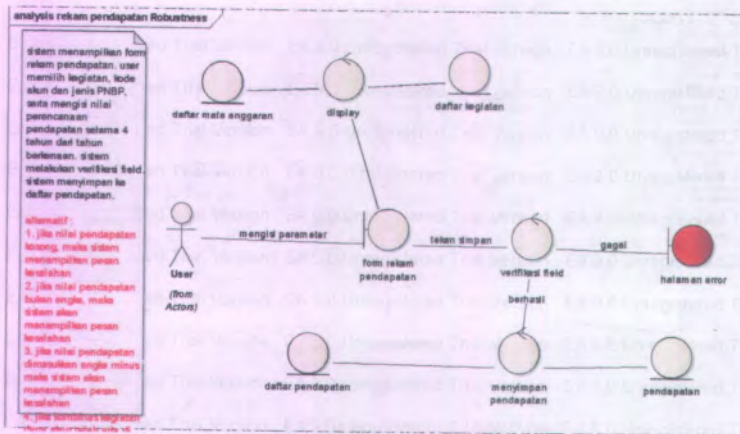 analysis rekam pendapatan Robustness
sistem menampilkan form
rekam pendapatan. user
memilih kegiatan, kode
akun dan jenis PNBP,
serta mengisi nilai
perencanaan
pendapatan selama 4
tahun dari tahun
berkenaan. sistem
melakukan verifikasi field.
sistem menyimpan ke
daftar pendapatan.
alternatif :
1. jika nilai pendapatan
kosong, maka sistem
menampilkan pesan
kesalahan
2. jika nilai pendapatan
bukan angka, maka
sistem akan
menampilkan pesan
kesalahan
3. jika nilai pendapatan
dimasukkan angka minus
maka sistem akan
menampilkan pesan
kesalahan
4. jika kombinasi kegiatan
daftar mata anggaran
display
daftar kegiatan
User
(from
Actors)
mengisi parameter
form rekam
pendapatan
tekan simpan
verifikasi field
gagal
halaman error
berhasil
daftar pendapatan
menyimpan
pendapatan
pendapatan